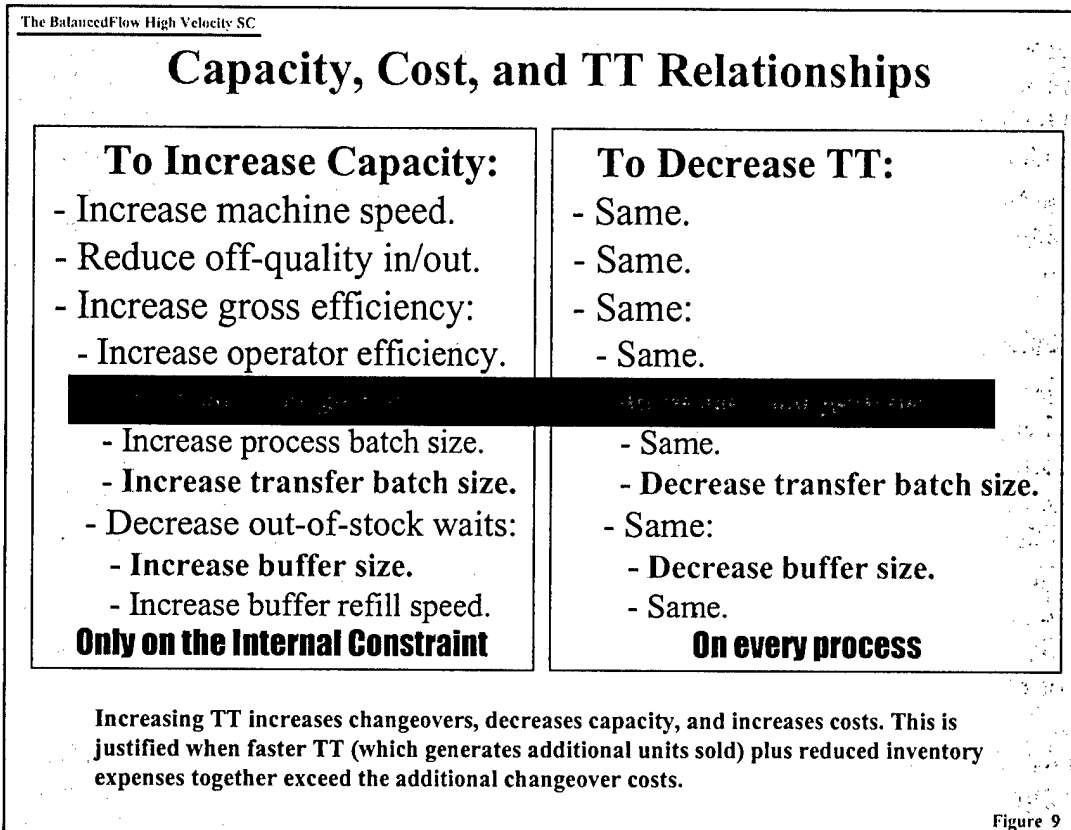 The BalancedFlow High Velocity SC
Capacity, Cost, and TT Relationships
To Increase Capacity:
- Increase machine speed.
- Reduce off-quality in/out.
- Increase gross efficiency:
- Increase operator efficiency.
- Increase process batch size.
- Increase transfer batch size.
- Decrease out-of-stock waits:
- Increase buffer size.
- Increase buffer refill speed.
Only on the Internal Constraint
To Decrease TT:
- Same.
- Same.
- Same:
- Same.
- Same.
- Decrease transfer batch size.
- Same:
- Decrease buffer size.
- Same.
On every process
Increasing TT increases changeovers, decreases capacity, and increases costs. This is
justified when faster TT (which generates additional units sold) plus reduced inventory
expenses together exceed the additional changeover costs.
Figure 9